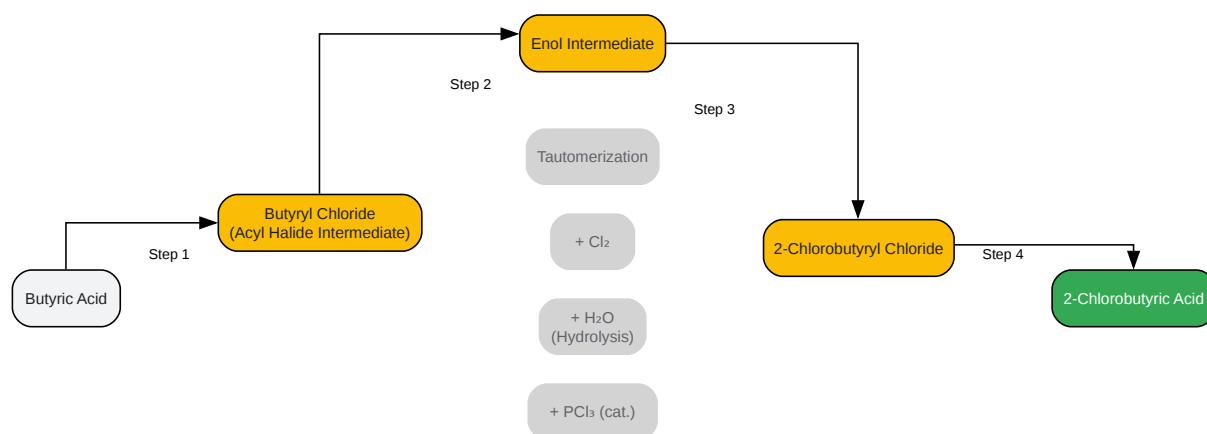 Enol Intermediate
Step 2
Step 3
Tautomerization
Butyryl Chloride
(Acyl Halide Intermediate)
+ Cl₂
2-Chlorobutyryl Chloride
Step 1
Step 4
Butyric Acid
2-Chlorobutyric Acid
+ H₂O
(Hydrolysis)
+ PCl₃ (cat.)